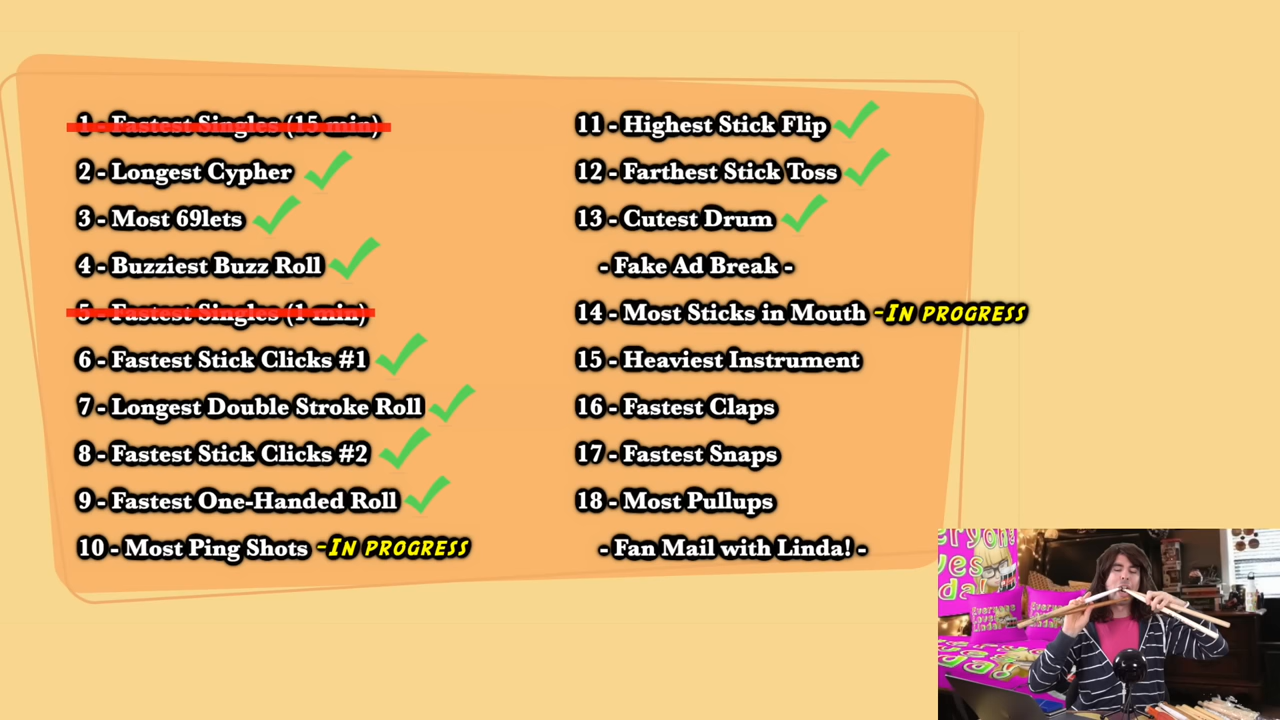 1 - Fastest Singles (15 min)
2 - Longest Cypher
3 - Most 69lets
4 - Buzziest Buzz Roll
5 - Fastest Singles (1 min)
6 - Fastest Stick Clicks #1
7 - Longest Double Stroke Roll
8 - Fastest Stick Clicks #2
9 - Fastest One-Handed Roll
10 - Most Ping Shots -In progress
11 - Highest Stick Flip
12 - Farthest Stick Toss
13 - Cutest Drum
- Fake Ad Break -
14 - Most Sticks in Mouth -In progress
15 - Heaviest Instrument
16 - Fastest Claps
17 - Fastest Snaps
18 - Most Pullups
- Fan Mail with Linda! -
Everyone
Loves
Linda!